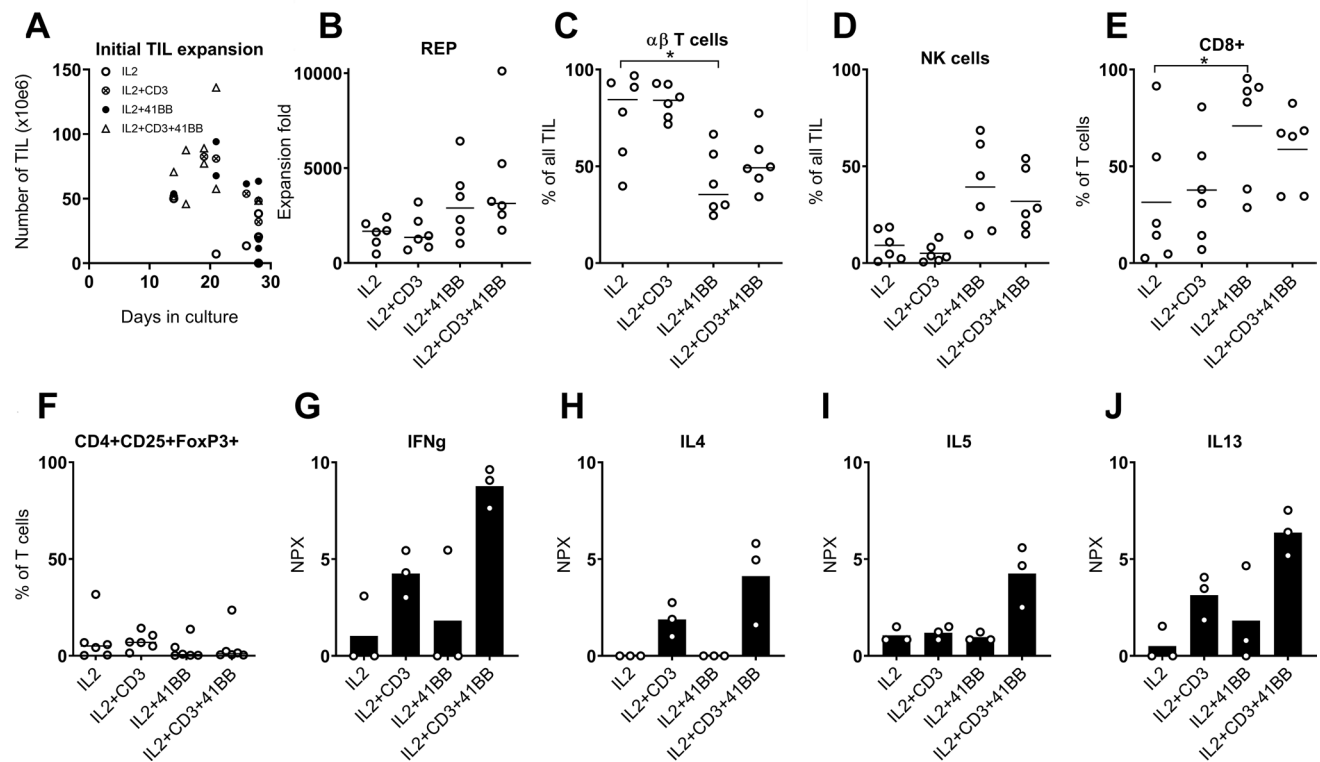 A
Initial TIL expansion
Number of TIL (x10e6)
150
100
50
0
0
10
20
30
Days in culture
IL2
IL2+CD3
IL2+41BB
IL2+CD3+41BB
B
REP
Expansion fold
10000
5000
0
IL2
IL2+CD3
IL2+41BB
IL2+CD3+41BB
C
αβ T cells
*
% of all TIL
100
50
0
IL2
IL2+CD3
IL2+41BB
IL2+CD3+41BB
D
NK cells
% of all TIL
100
50
0
IL2
IL2+CD3
IL2+41BB
IL2+CD3+41BB
E
CD8+
*
% of T cells
100
50
0
IL2
IL2+CD3
IL2+41BB
IL2+CD3+41BB
F
CD4+CD25+FoxP3+
% of T cells
100
50
0
IL2
IL2+CD3
IL2+41BB
IL2+CD3+41BB
G
IFNg
NPX
10
5
0
IL2
IL2+CD3
IL2+41BB
IL2+CD3+41BB
H
IL4
NPX
10
5
0
IL2
IL2+CD3
IL2+41BB
IL2+CD3+41BB
I
IL5
NPX
10
5
0
IL2
IL2+CD3
IL2+41BB
IL2+CD3+41BB
J
IL13
NPX
10
5
0
IL2
IL2+CD3
IL2+41BB
IL2+CD3+41BB